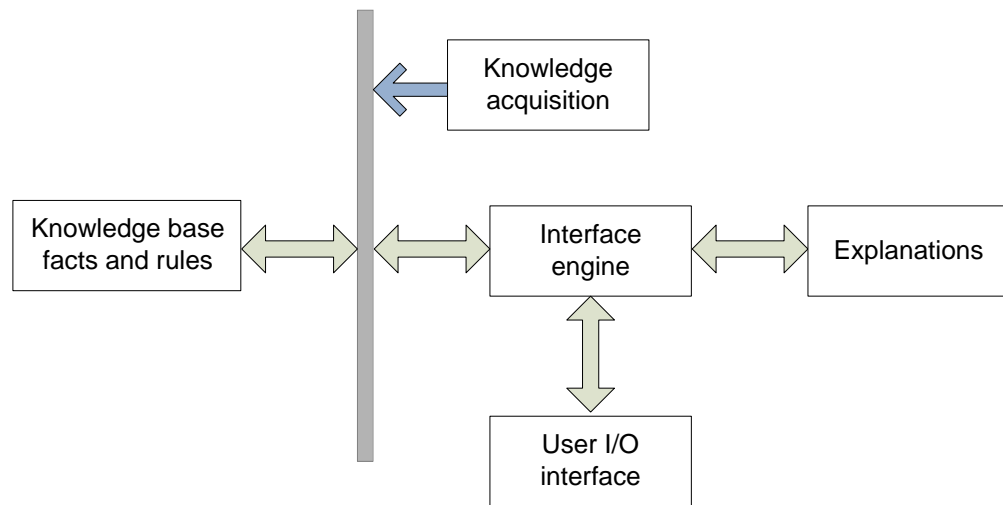 Knowledge
acquisition
Knowledge base
facts and rules
Interface
engine
Explanations
User I/O
interface